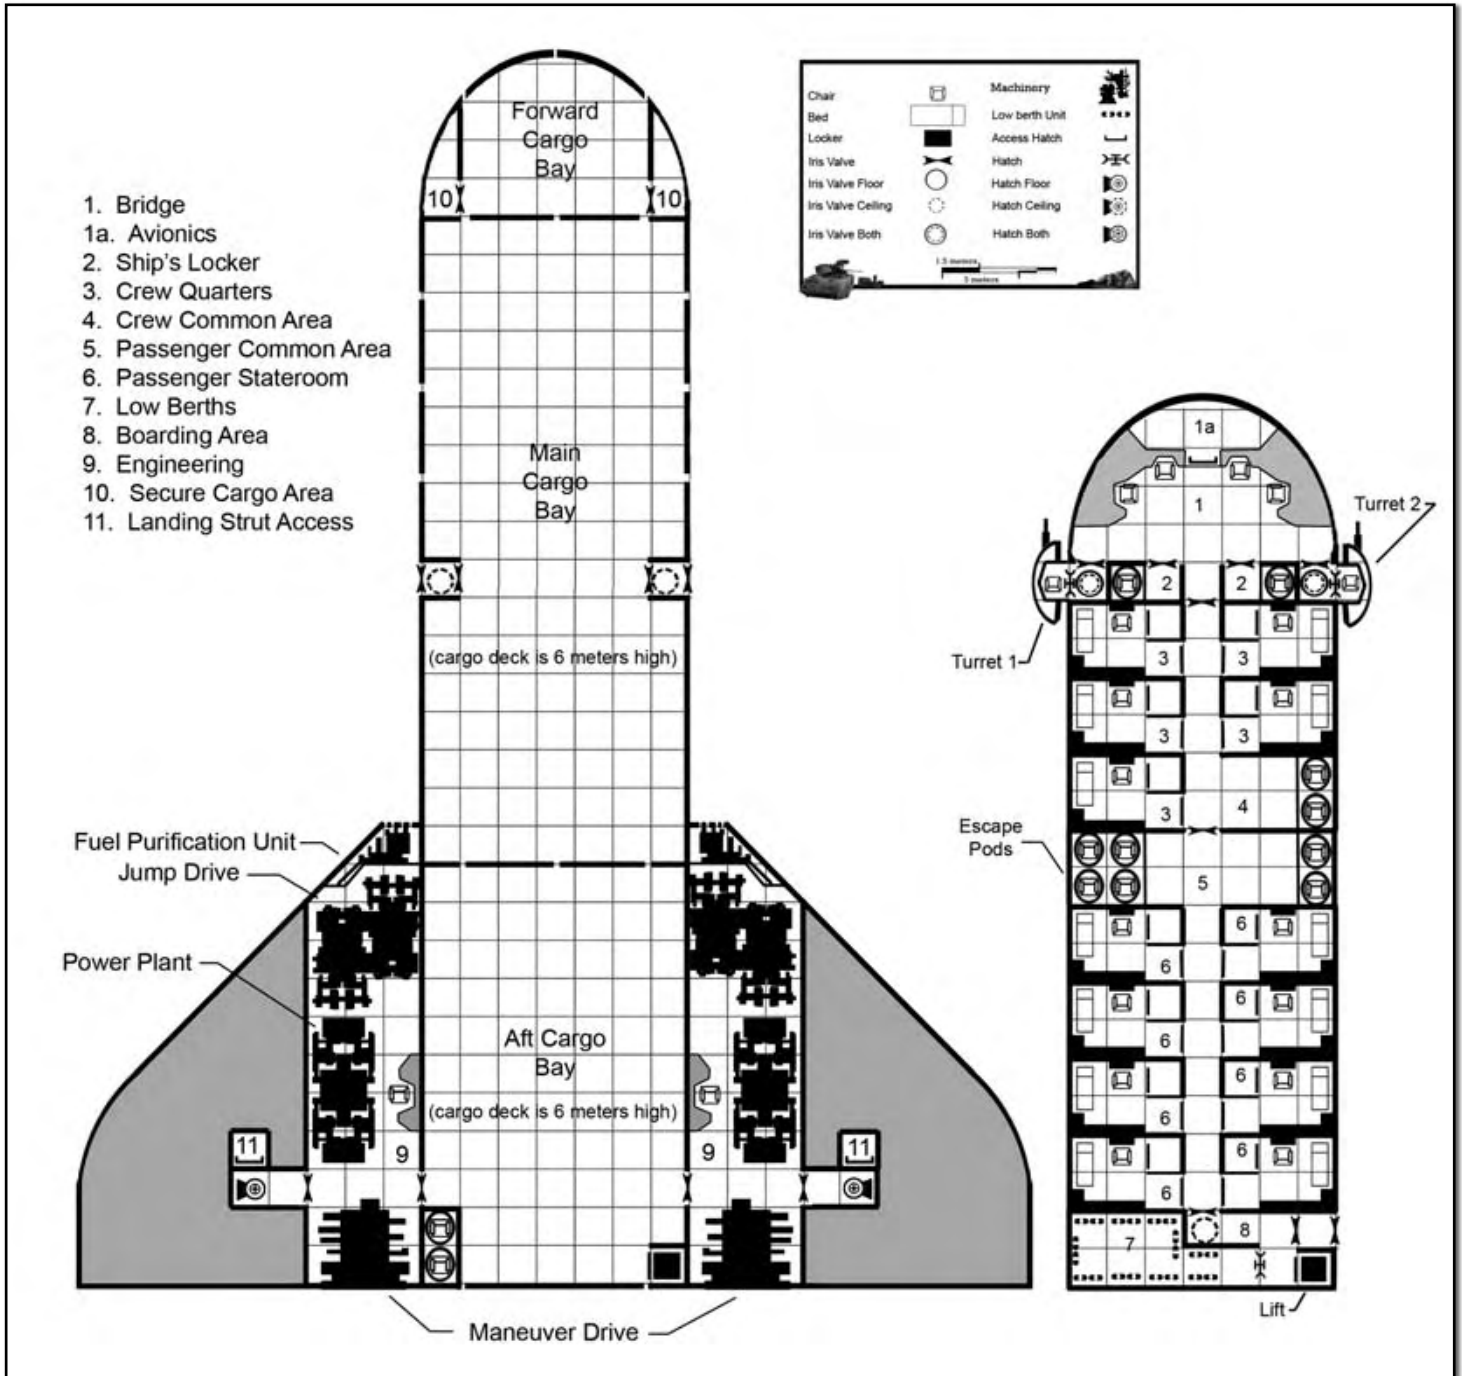 Forward
Cargo
Bay
10
10
1. Bridge
1a. Avionics
2. Ship's Locker
3. Crew Quarters
4. Crew Common Area
5. Passenger Common Area
6. Passenger Stateroom
7. Low Berths
8. Boarding Area
9. Engineering
10. Secure Cargo Area
11. Landing Strut Access
Main
Cargo
Bay
(cargo deck is 6 meters high)
Fuel Purification Unit
Jump Drive
Power Plant
Aft Cargo
Bay
(cargo deck is 6 meters high)
11
9
9
11
Maneuver Drive
Chair
Machinery
Bed
Low berth Unit
Locker
Access Hatch
Iris Valve
Hatch
Iris Valve Floor
Hatch Floor
Iris Valve Ceiling
Hatch Ceiling
Iris Valve Both
Hatch Both
1.5 meters
3 meters
1a
1
Turret 2
2
2
Turret 1
3
3
3
3
3
4
Escape
Pods
5
6
6
6
6
6
6
6
6
7
8
Lift